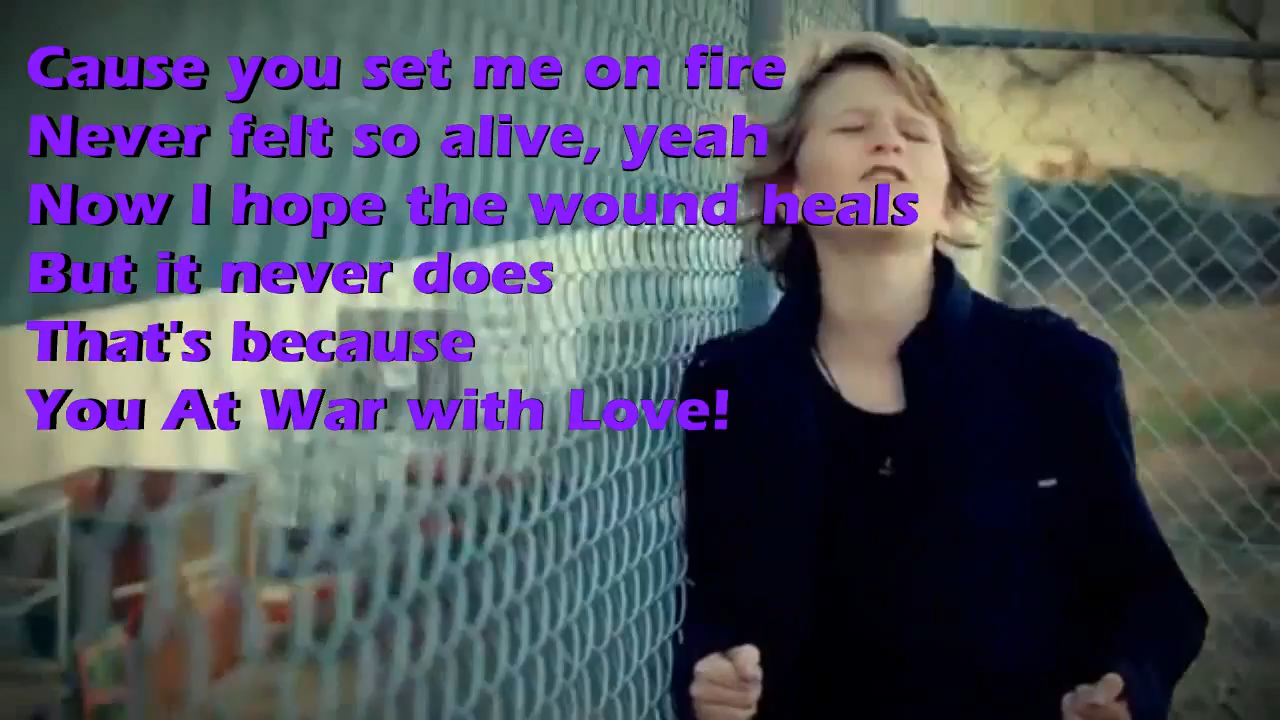 Cause you set me on fire
Never felt so alive, yeah
Now I hope the wound heals
But it never does
That's because
You At War with Love!